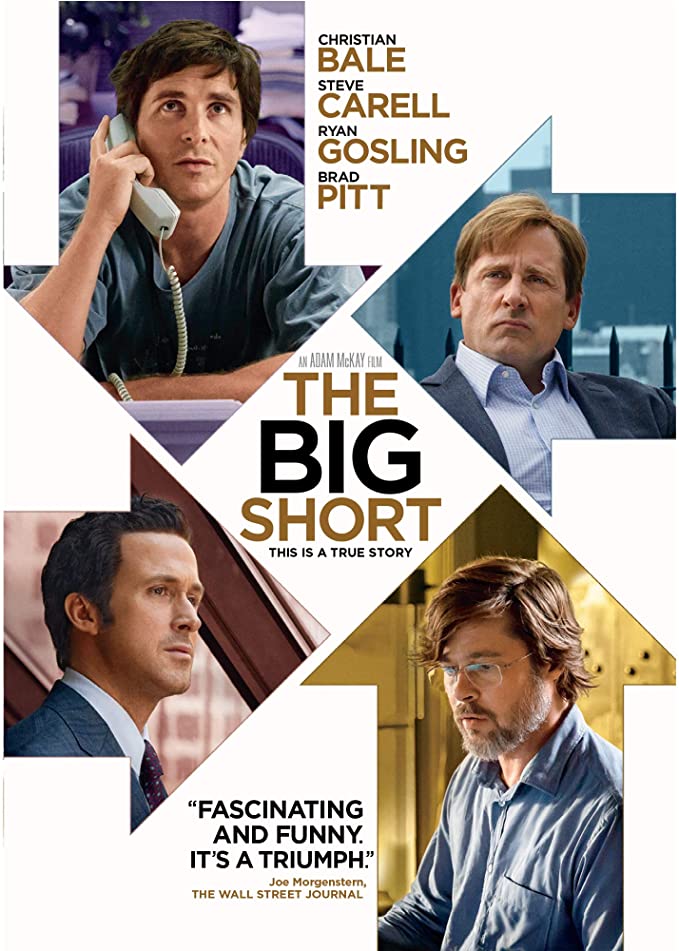 CHRISTIAN
BALE
STEVE
CARELL
RYAN
GOSLING
BRAD
PITT
AN ADAM McKAY FILM
THE
BIG
SHORT
THIS IS A TRUE STORY
“FASCINATING
AND FUNNY.
IT’S A TRIUMPH.”
Joe Morgenstern,
THE WALL STREET JOURNAL